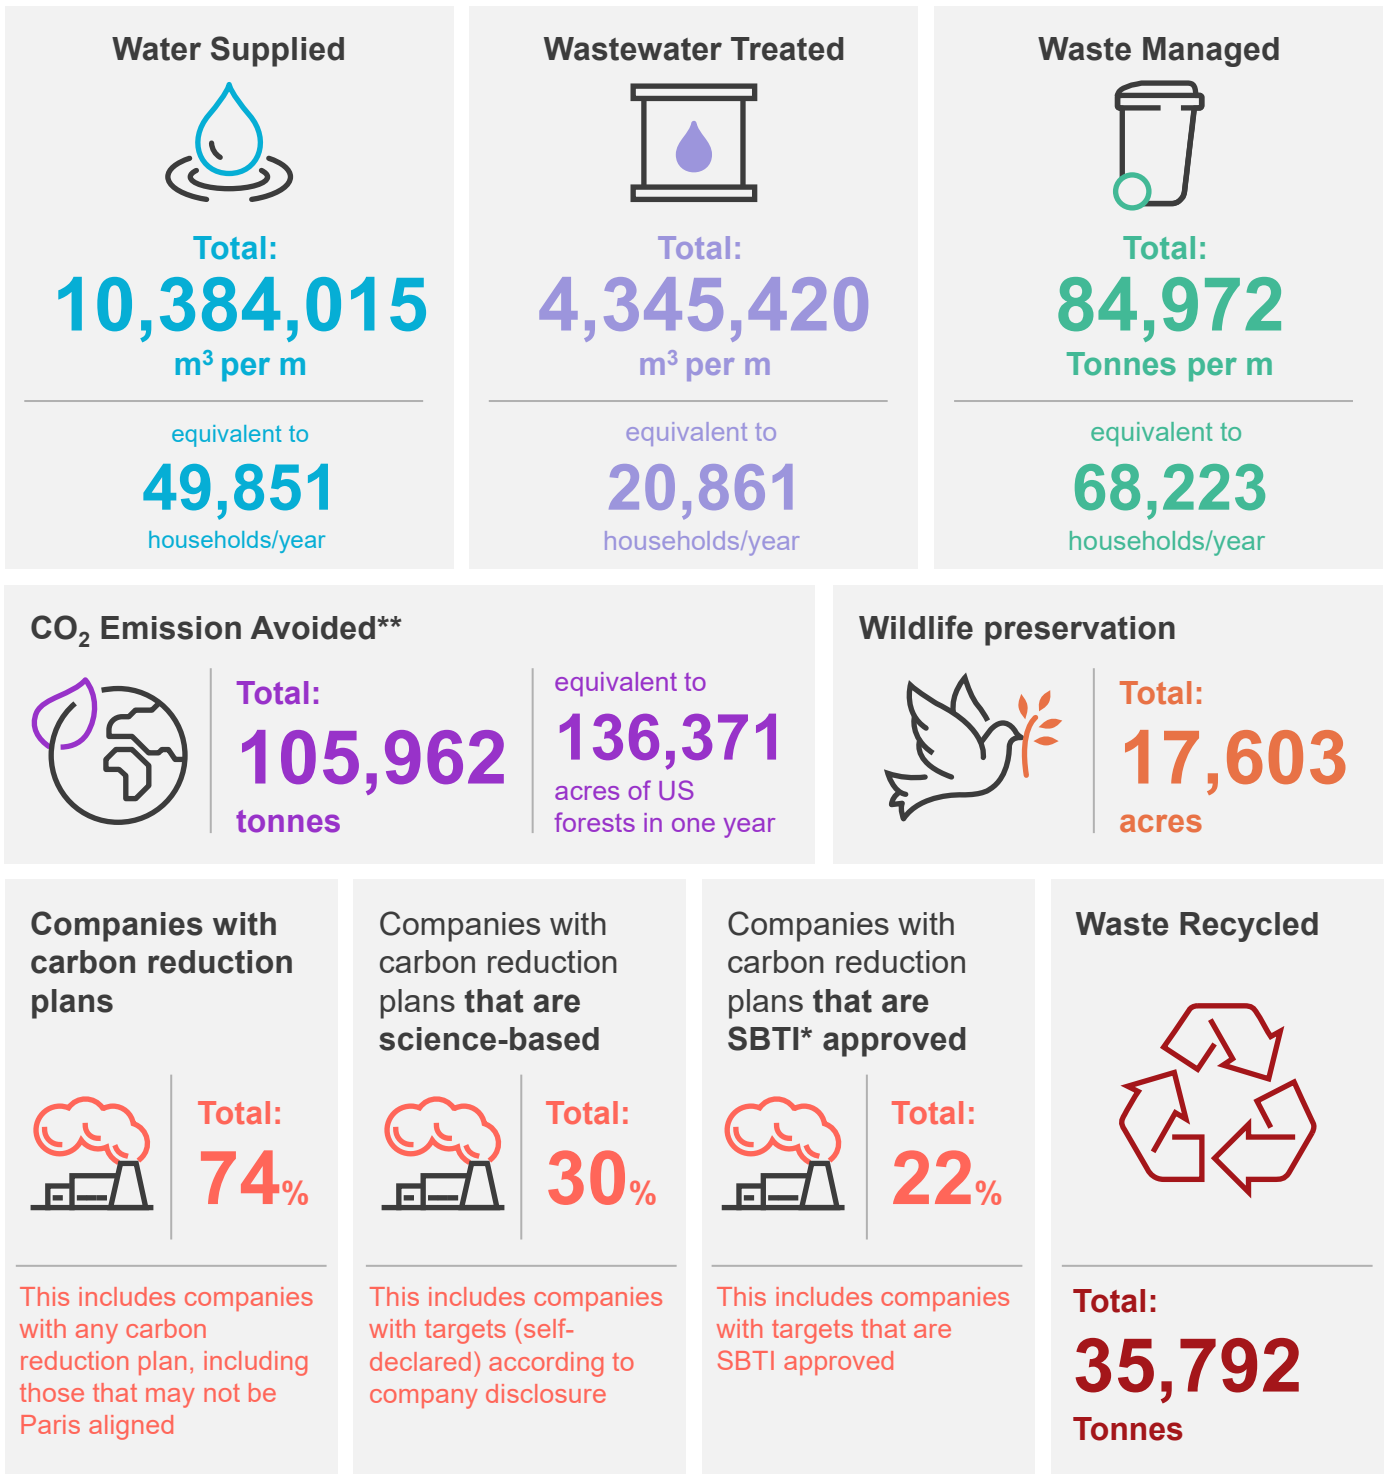 Water Supplied
Total:
10,384,015
m³ per m
equivalent to
49,851
households/year
Wastewater Treated
Total:
4,345,420
m³ per m
equivalent to
20,861
households/year
Waste Managed
Total:
84,972
Tonnes per m
equivalent to
68,223
households/year
CO₂ Emission Avoided**
Total:
105,962
tonnes
equivalent to
136,371
acres of US
forests in one year
Wildlife preservation
Total:
17,603
acres
Companies with
carbon reduction
plans
Total:
74%
This includes companies
with any carbon
reduction plan, including
those that may not be
Paris aligned
Companies with
carbon reduction
plans that are
science-based
Total:
30%
This includes companies
with targets (self-
declared) according to
company disclosure
Companies with
carbon reduction
plans that are
SBTI* approved
Total:
22%
This includes companies
with targets that are
SBTI approved
Waste Recycled
Total:
35,792
Tonnes